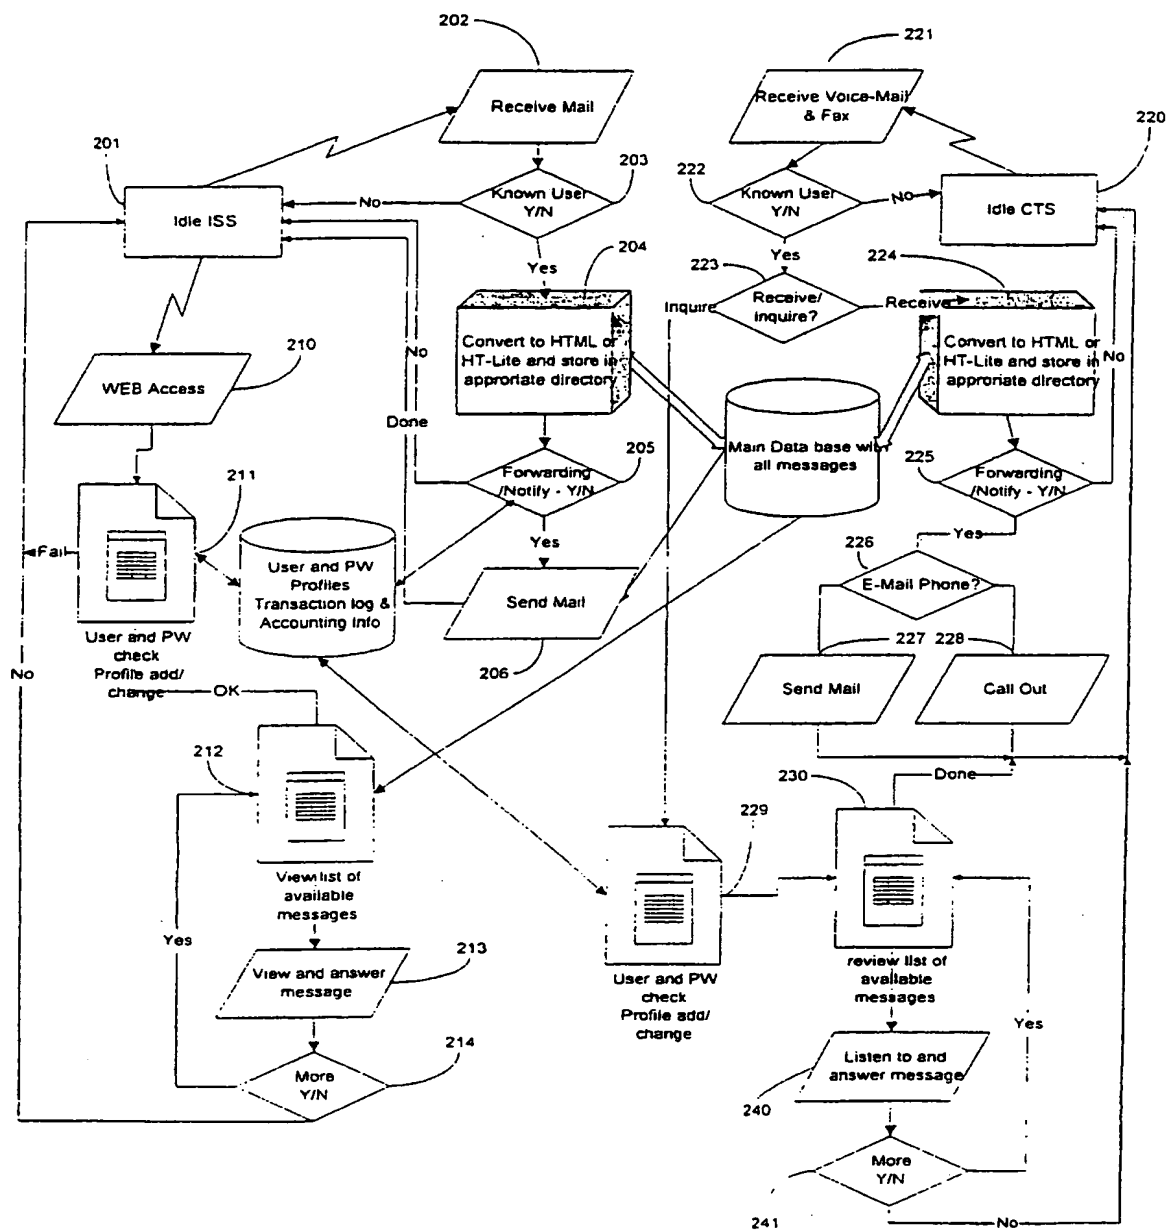 202
221
Receive Mail
Receive Voice-Mail
& Fax
220
201
203
222
Known User
Y/N
Known User
Y/N
No
No
Idle ISS
Idle CTS
Yes
204
Yes
223
224
Inquire
Receive/
Inquire?
Receive
Convert to HTML or
HT-Lite and store in
approriate directory
Convert to HTML or
HT-Lite and store in
approriate directory
No
No
210
WEB Access
Done
Main Data base with
all messages
205
Forwarding
/Notify - Y/N
225
Forwarding
/Notify - Y/N
211
Fail
Yes
Yes
226
E-Mail Phone?
User and PW
Profiles
Transaction log &
Accounting Info
Send Mail
206
User and PW
check
Profile add/
change
No
OK
227
228
Send Mail
Call Out
212
230
Done
229
View list of
available
messages
Yes
213
View and answer
message
User and PW
check
Profile add/
change
review list of
available
messages
Yes
214
More
Y/N
Listen to and
answer message
240
More
Y/N
241
No